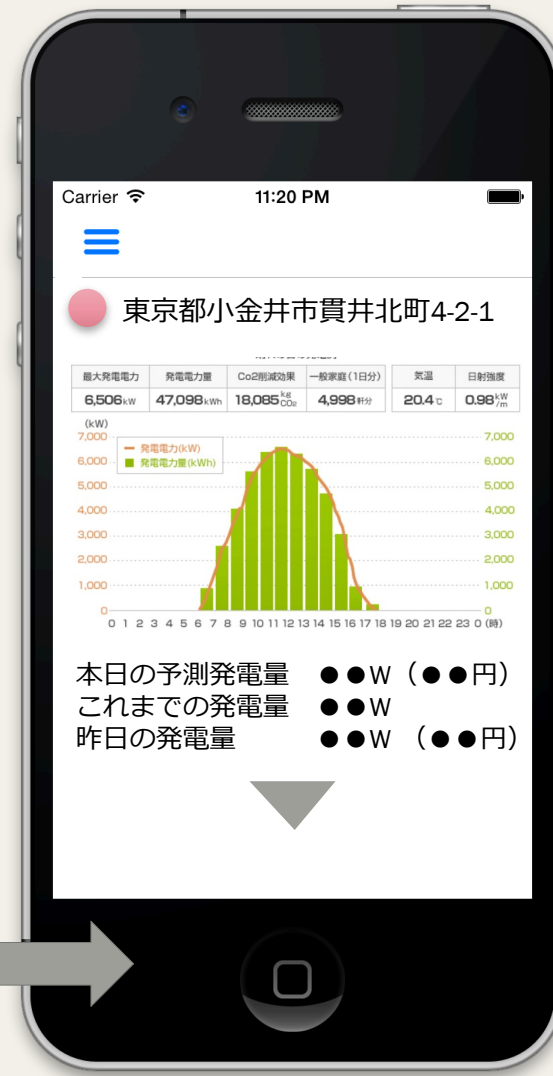 Carrier 11:20 PM
東京都小金井市貫井北町4-2-1
最大発電電力 発電電力量 Co2削減効果 一般家庭(1日分) 気温 日射強度
6,506kW 47,098kWh 18,085kg CO2 4,998軒分 20.4℃ 0.98kW/m
(kW)
7,000 7,000
発電電力(kW)
6,000 6,000
発電電力量(kWh)
5,000 5,000
4,000 4,000
3,000 3,000
2,000 2,000
1,000 1,000
0 0
0 1 2 3 4 5 6 7 8 9 10 11 12 13 14 15 16 17 18 19 20 21 22 23 0 (時)
本日の予測発電量 ●●W(●●円)
これまでの発電量 ●●W
昨日の発電量 ●●W (●●円)